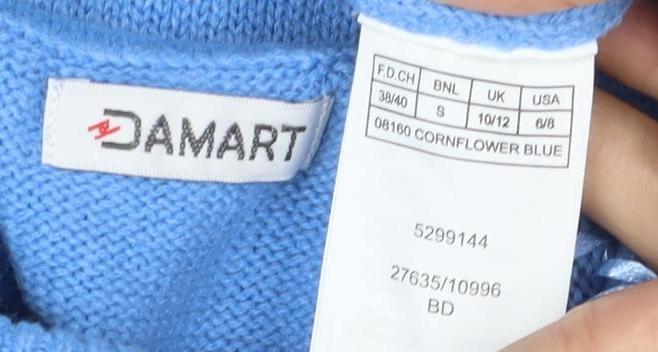 DAMART
F.D.CH BNL UK USA
38/40 S 10/12 6/8
08160 CORNFLOWER BLUE
5299144
27635/10996
BD